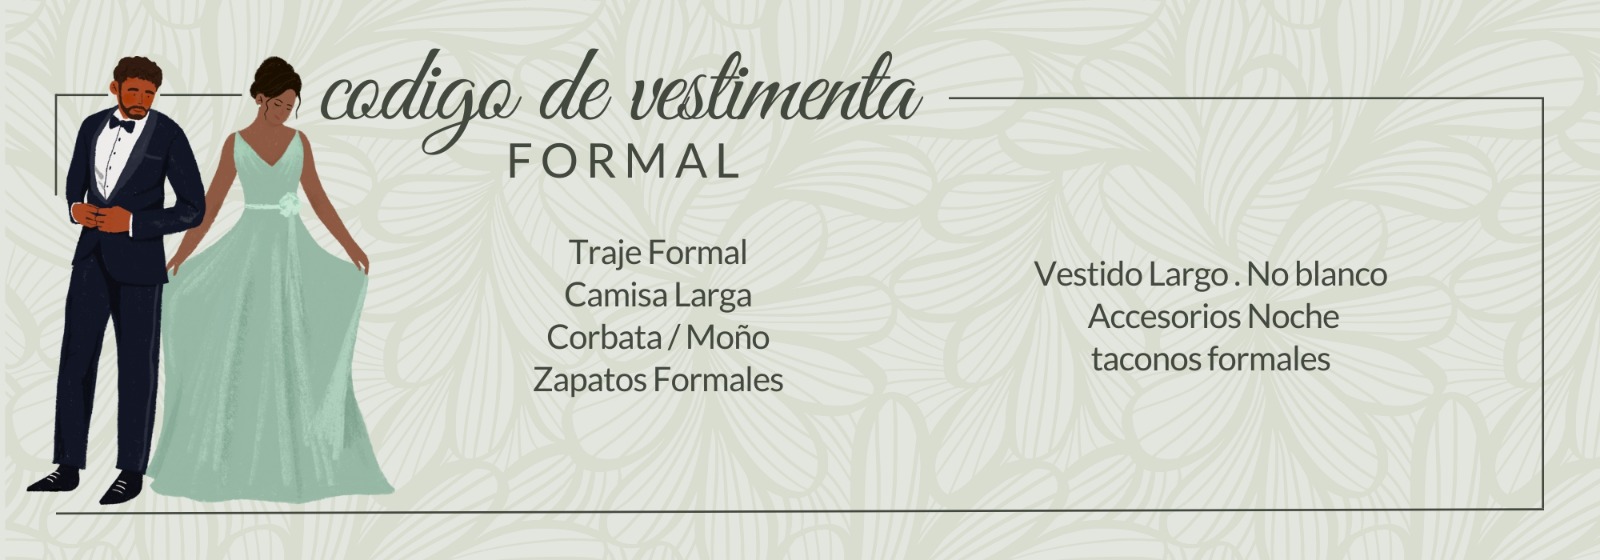 codigo de vestimenta
FORMAL
Traje Formal
Camisa Larga
Corbata / Moño
Zapatos Formales
Vestido Largo . No blanco
Accesorios Noche
taconos formales